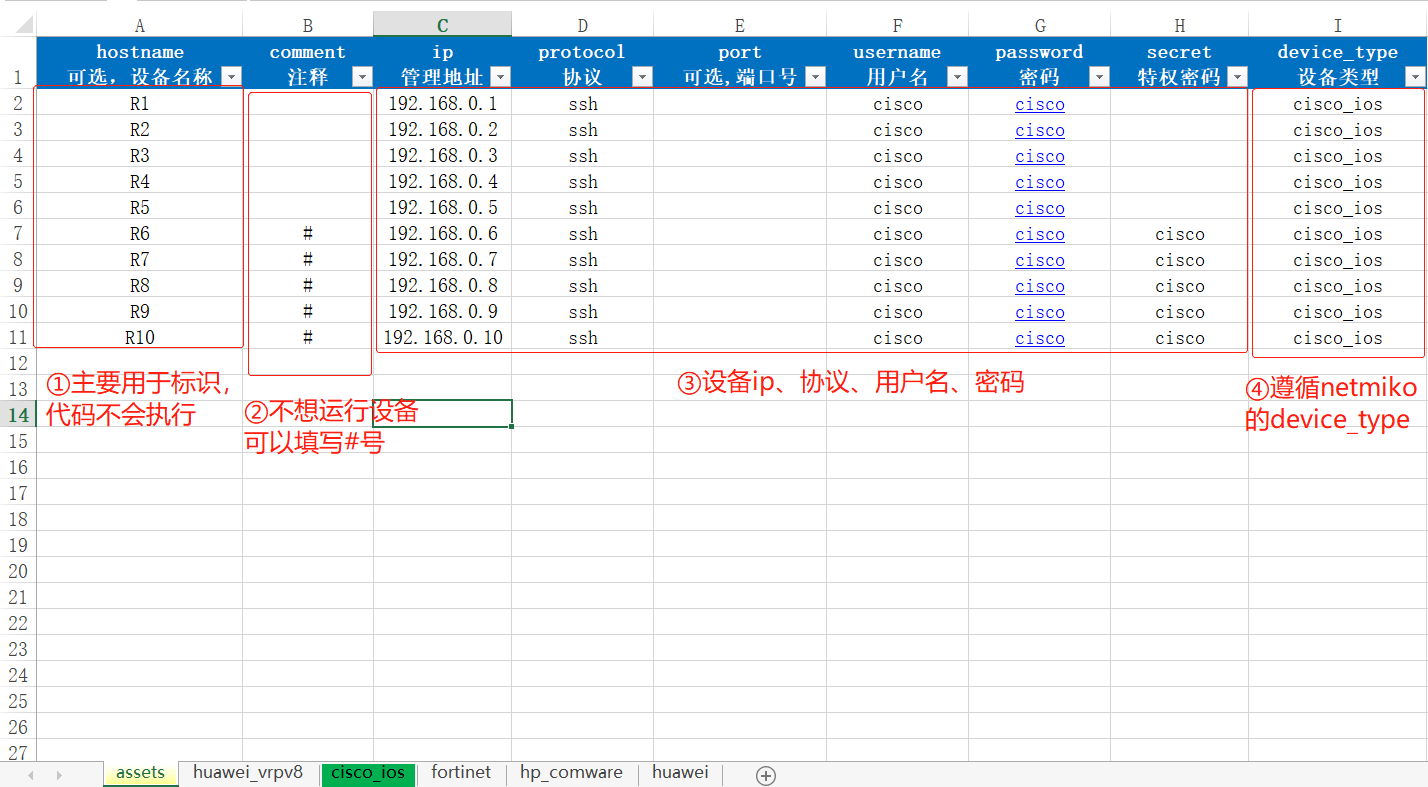 A B C D E F G H I
hostname comment ip protocol port username password secret device_type
1 可选，设备名称 注释 管理地址 协议 可选,端口号 用户名 密码 特权密码 设备类型
2 R1 192.168.0.1 ssh cisco cisco cisco_ios
3 R2 192.168.0.2 ssh cisco cisco cisco_ios
4 R3 192.168.0.3 ssh cisco cisco cisco_ios
5 R4 192.168.0.4 ssh cisco cisco cisco_ios
6 R5 192.168.0.5 ssh cisco cisco cisco_ios
7 R6 # 192.168.0.6 ssh cisco cisco cisco cisco_ios
8 R7 # 192.168.0.7 ssh cisco cisco cisco cisco_ios
9 R8 # 192.168.0.8 ssh cisco cisco cisco cisco_ios
10 R9 # 192.168.0.9 ssh cisco cisco cisco cisco_ios
11 R10 # 192.168.0.10 ssh cisco cisco cisco cisco_ios
12
13
14
15
16
17
18
19
20
21
22
23
24
25
26
27
①主要用于标识，
代码不会执行
②不想运行设备
可以填写#号
③设备ip、协议、用户名、密码
④遵循netmiko
的device_type
assets huawei_vrpv8 cisco_ios fortinet hp_comware huawei